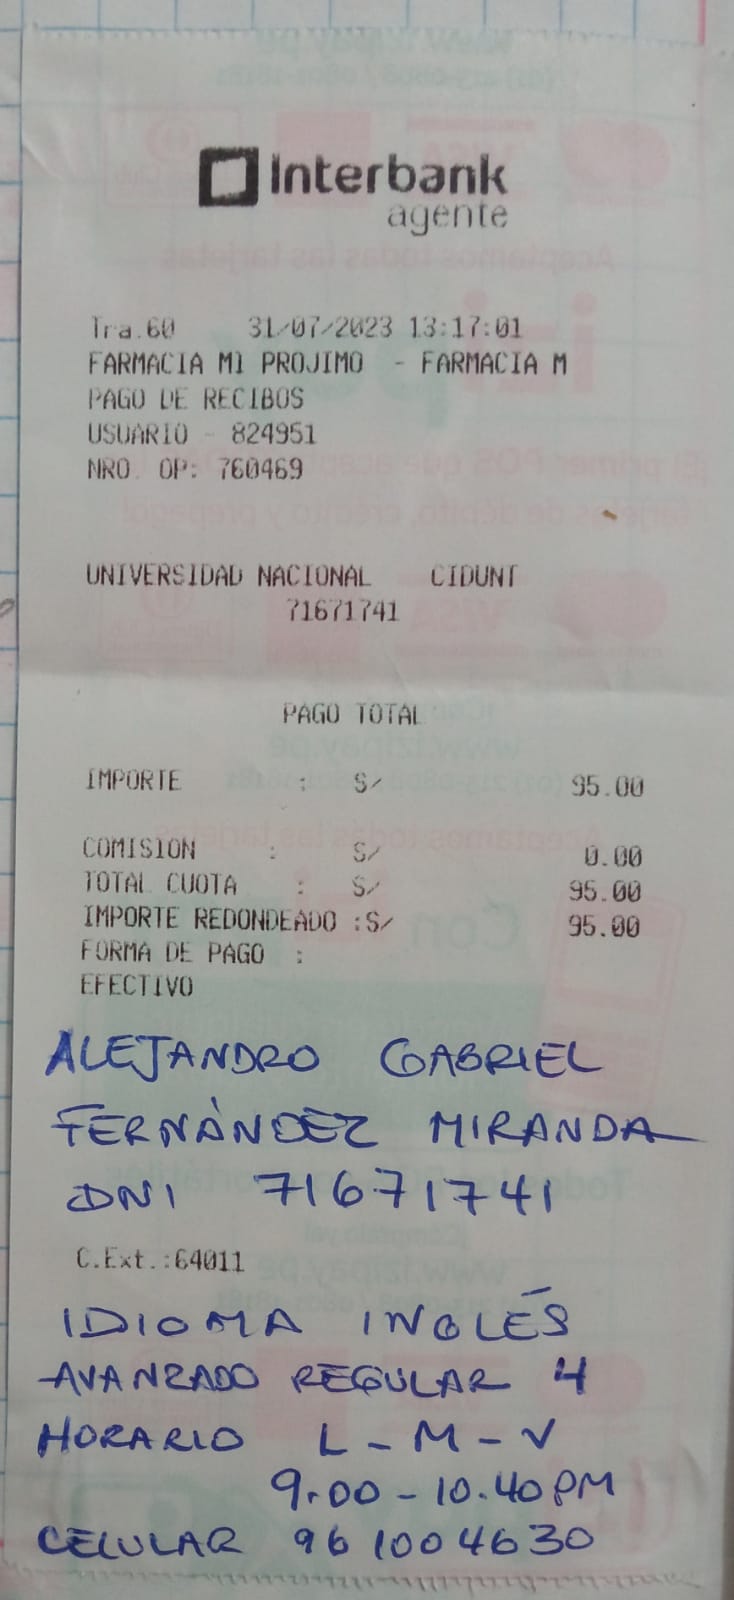 Interbank
agente
Tra.60 31/07/2023 13:17:01
FARMACIA MI PROJIMO - FARMACIA M
PAGO DE RECIBOS
USUARIO - 824951
NRO. OP: 760469
UNIVERSIDAD NACIONAL CIDUNT
71671741
PAGO TOTAL
IMPORTE : S/ 95.00
COMISION : S/ 0.00
TOTAL CUOTA : S/ 95.00
IMPORTE REDONDEADO :S/ 95.00
FORMA DE PAGO :
EFECTIVO
ALEJANDRO GABRIEL
FERNÁNDEZ MIRANDA
DNI 71671741
C.Ext.:64011
IDIOMA INGLÉS
AVANZADO REGULAR 4
HORARIO L - M - V
9.00 - 10.40 PM
CELULAR 961004630